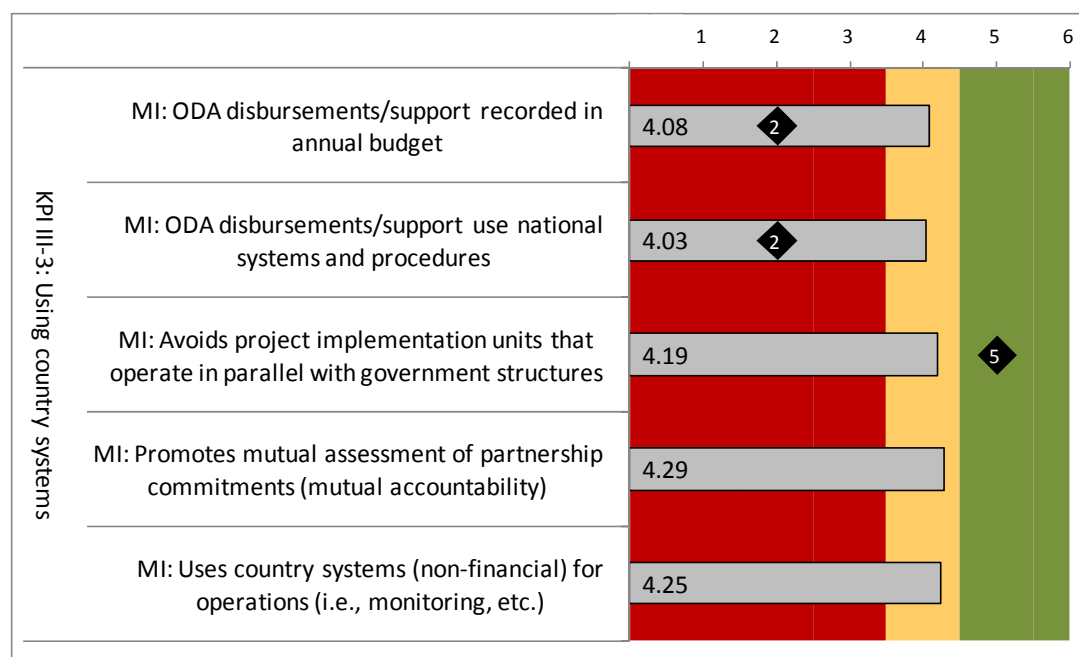 1 2 3 4 5 6
KPI III-3: Using country systems
MI: ODA disbursements/support recorded in
annual budget
4.08
2
MI: ODA disbursements/support use national
systems and procedures
4.03
2
MI: Avoids project implementation units that
operate in parallel with government structures
4.19
5
MI: Promotes mutual assessment of partnership
commitments (mutual accountability)
4.29
MI: Uses country systems (non-financial) for
operations (i.e., monitoring, etc.)
4.25